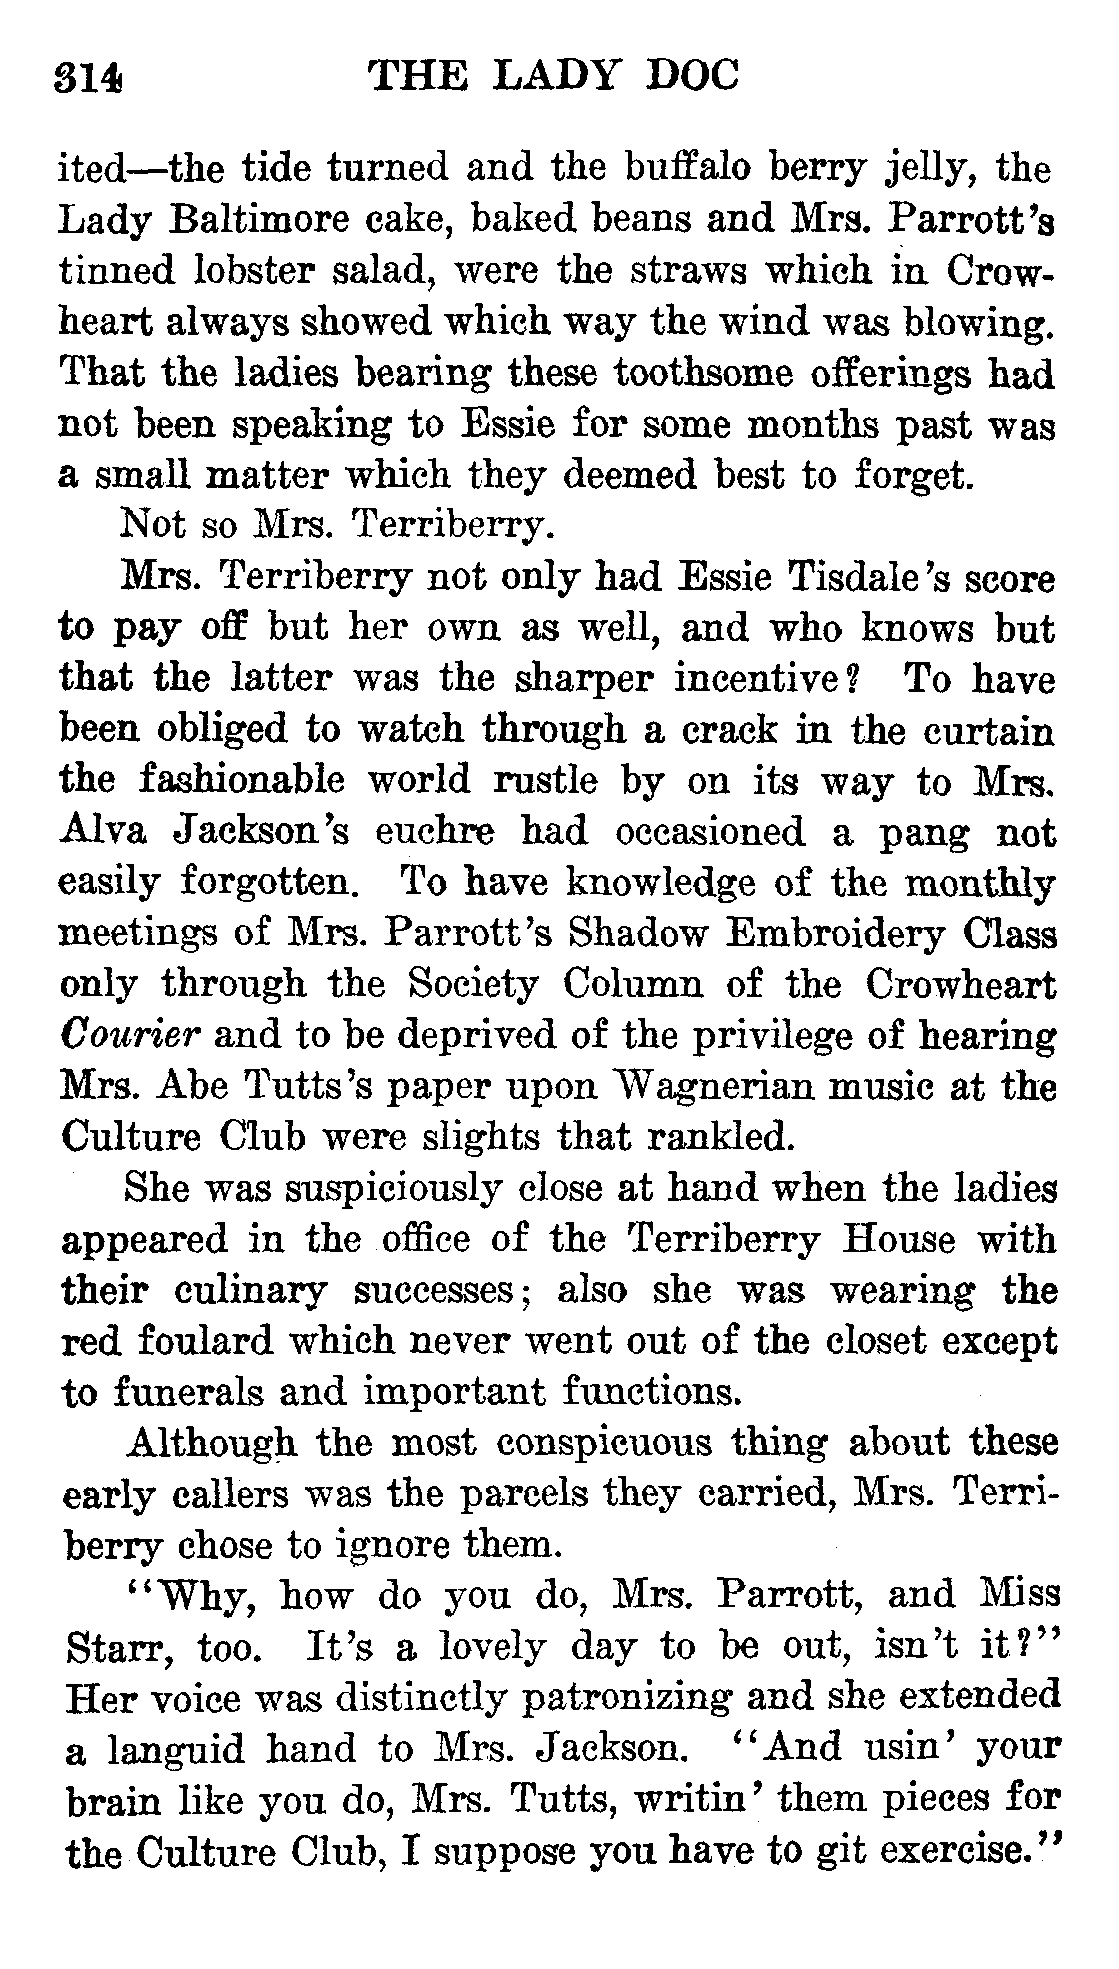 314 THE LADY DOC
ited—the tide turned and the buffalo berry jelly, the
Lady Baltimore cake, baked beans and Mrs. Parrott's
tinned lobster salad, were the straws which in Crow-
heart always showed which way the wind was blowing.
That the ladies bearing these toothsome offerings had
not been speaking to Essie for some months past was
a small matter which they deemed best to forget.
Not so Mrs. Terriberry.
Mrs. Terriberry not only had Essie Tisdale's score
to pay off but her own as well, and who knows but
that the latter was the sharper incentive? To have
been obliged to watch through a crack in the curtain
the fashionable world rustle by on its way to Mrs.
Alva Jackson's euchre had occasioned a pang not
easily forgotten. To have knowledge of the monthly
meetings of Mrs. Parrott's Shadow Embroidery Class
only through the Society Column of the Crowheart
Courier and to be deprived of the privilege of hearing
Mrs. Abe Tutts's paper upon Wagnerian music at the
Culture Club were slights that rankled.
She was suspiciously close at hand when the ladies
appeared in the office of the Terriberry House with
their culinary successes; also she was wearing the
red foulard which never went out of the closet except
to funerals and important functions.
Although the most conspicuous thing about these
early callers was the parcels they carried, Mrs. Terri-
berry chose to ignore them.
"Why, how do you do, Mrs. Parrott, and Miss
Starr, too. It's a lovely day to be out, isn't it?"
Her voice was distinctly patronizing and she extended
a languid hand to Mrs. Jackson. "And usin' your
brain like you do, Mrs. Tutts, writin' them pieces for
the Culture Club, I suppose you have to git exercise."